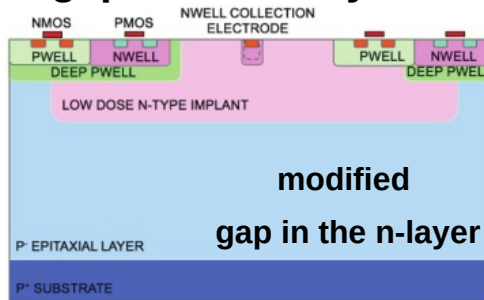 NMOS PMOS NWELL COLLECTION
ELECTRODE
PWELL NWELL PWELL NWELL
DEEP PWELL DEEP PWEL
LOW DOSE N-TYPE IMPLANT
modified
gap in the n-layer
P⁻ EPITAXIAL LAYER
P⁺ SUBSTRATE